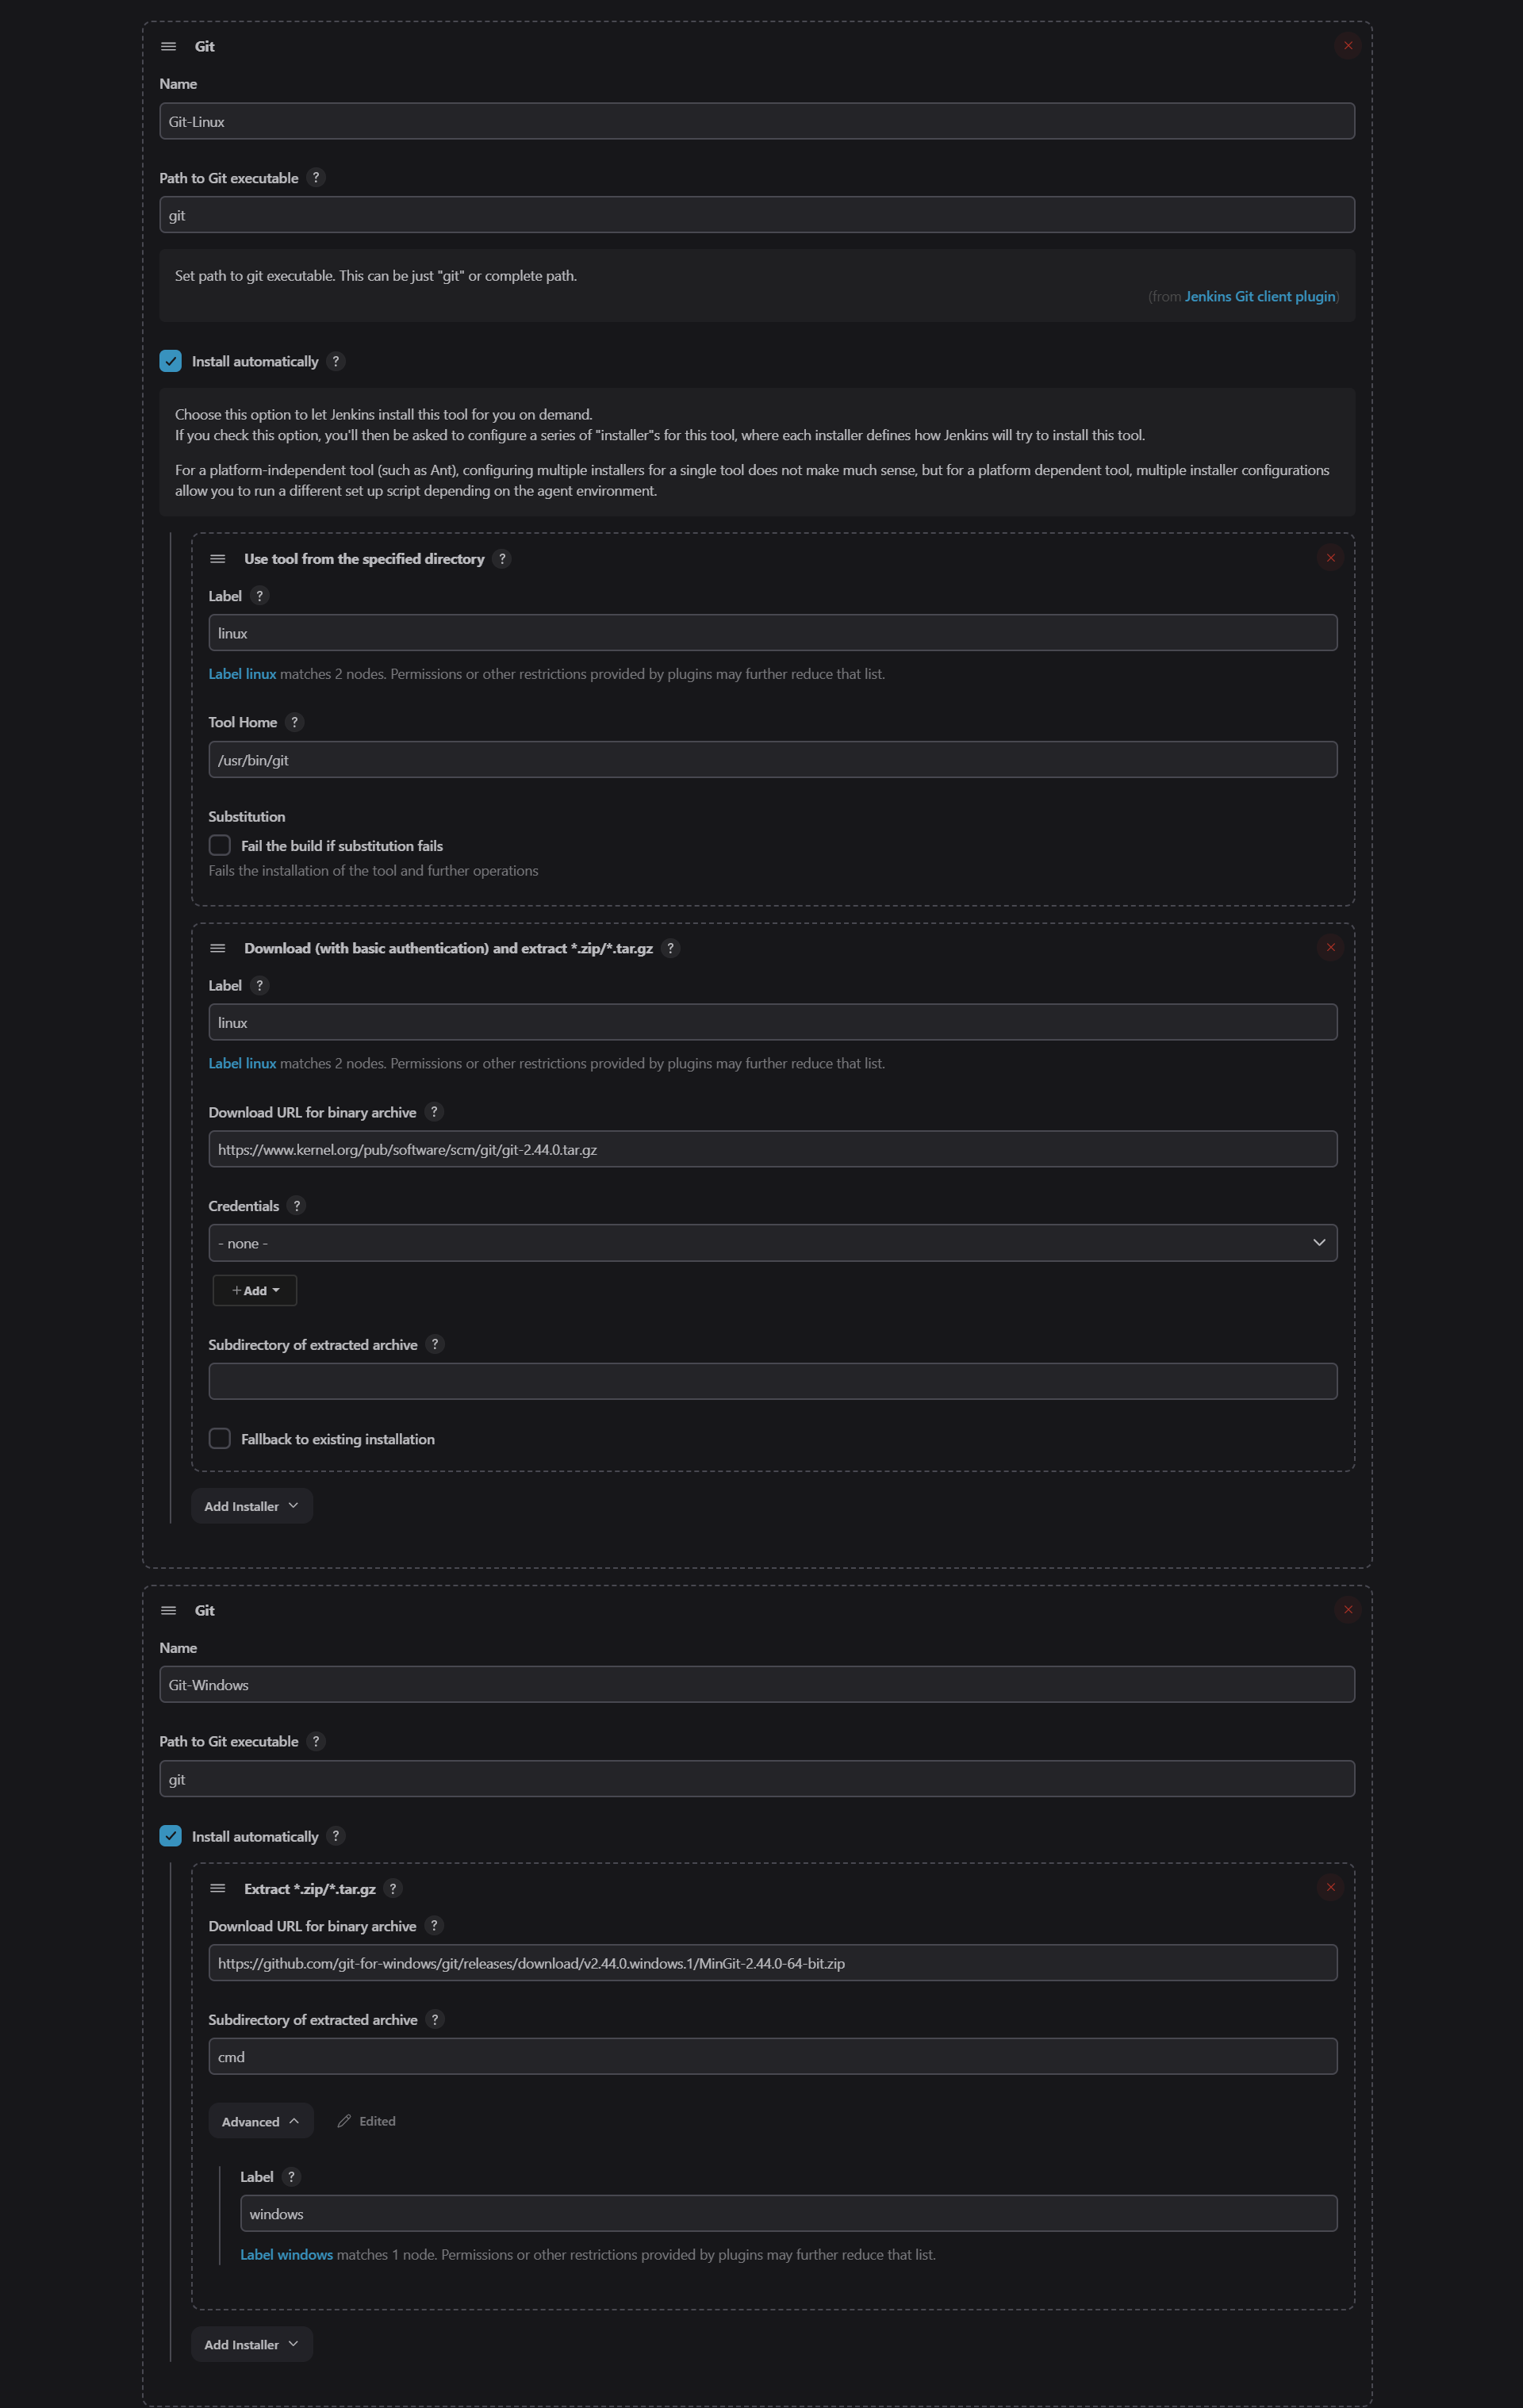 Git
Name
Git-Linux
Path to Git executable ?
git
Set path to git executable. This can be just "git" or complete path.
(from Jenkins Git client plugin)
Install automatically ?
Choose this option to let Jenkins install this tool for you on demand.
If you check this option, you'll then be asked to configure a series of "installer"s for this tool, where each installer defines how Jenkins will try to install this tool.
For a platform-independent tool (such as Ant), configuring multiple installers for a single tool does not make much sense, but for a platform dependent tool, multiple installer configurations
allow you to run a different set up script depending on the agent environment.
Use tool from the specified directory ?
Label ?
linux
Label linux matches 2 nodes. Permissions or other restrictions provided by plugins may further reduce that list.
Tool Home ?
/usr/bin/git
Substitution
Fail the build if substitution fails
Fails the installation of the tool and further operations
Download (with basic authentication) and extract *.zip/*.tar.gz ?
Label ?
linux
Label linux matches 2 nodes. Permissions or other restrictions provided by plugins may further reduce that list.
Download URL for binary archive ?
https://www.kernel.org/pub/software/scm/git/git-2.44.0.tar.gz
Credentials ?
- none -
+ Add
Subdirectory of extracted archive ?
Fallback to existing installation
Add Installer
Git
Name
Git-Windows
Path to Git executable ?
git
Install automatically ?
Extract *.zip/*.tar.gz ?
Download URL for binary archive ?
https://github.com/git-for-windows/git/releases/download/v2.44.0.windows.1/MinGit-2.44.0-64-bit.zip
Subdirectory of extracted archive ?
cmd
Advanced Edited
Label ?
windows
Label windows matches 1 node. Permissions or other restrictions provided by plugins may further reduce that list.
Add Installer